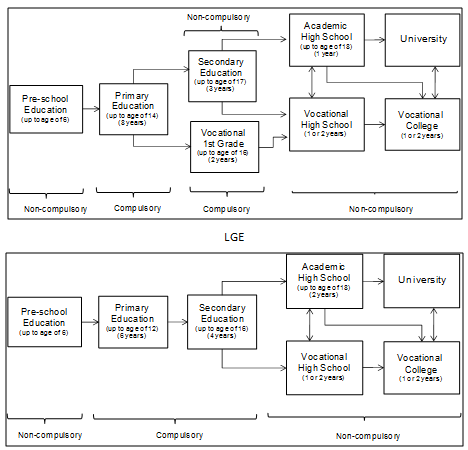 Non-compulsory
Pre-school
Education
(up to age of 6)
Primary
Education
(up to age of 14)
(8 years)
Secondary
Education
(up to age of 17)
(3 years)
Vocational
1st Grade
(up to age of 16)
(2 years)
Academic
High School
(up to age of 18)
(1 year)
University
Vocational
High School
(1 or 2 years)
Vocational
College
(1 or 2 years)
Non-compulsory
Compulsory
Compulsory
Non-compulsory
LGE
Pre-school
Education
(up to age of 6)
Primary
Education
(up to age of 12)
(6 years)
Secondary
Education
(up to age of 16)
(4 years)
Academic
High School
(up to age of 18)
(2 years)
University
Vocational
High School
(1 or 2 years)
Vocational
College
(1 or 2 years)
Non-compulsory
Compulsory
Non-compulsory